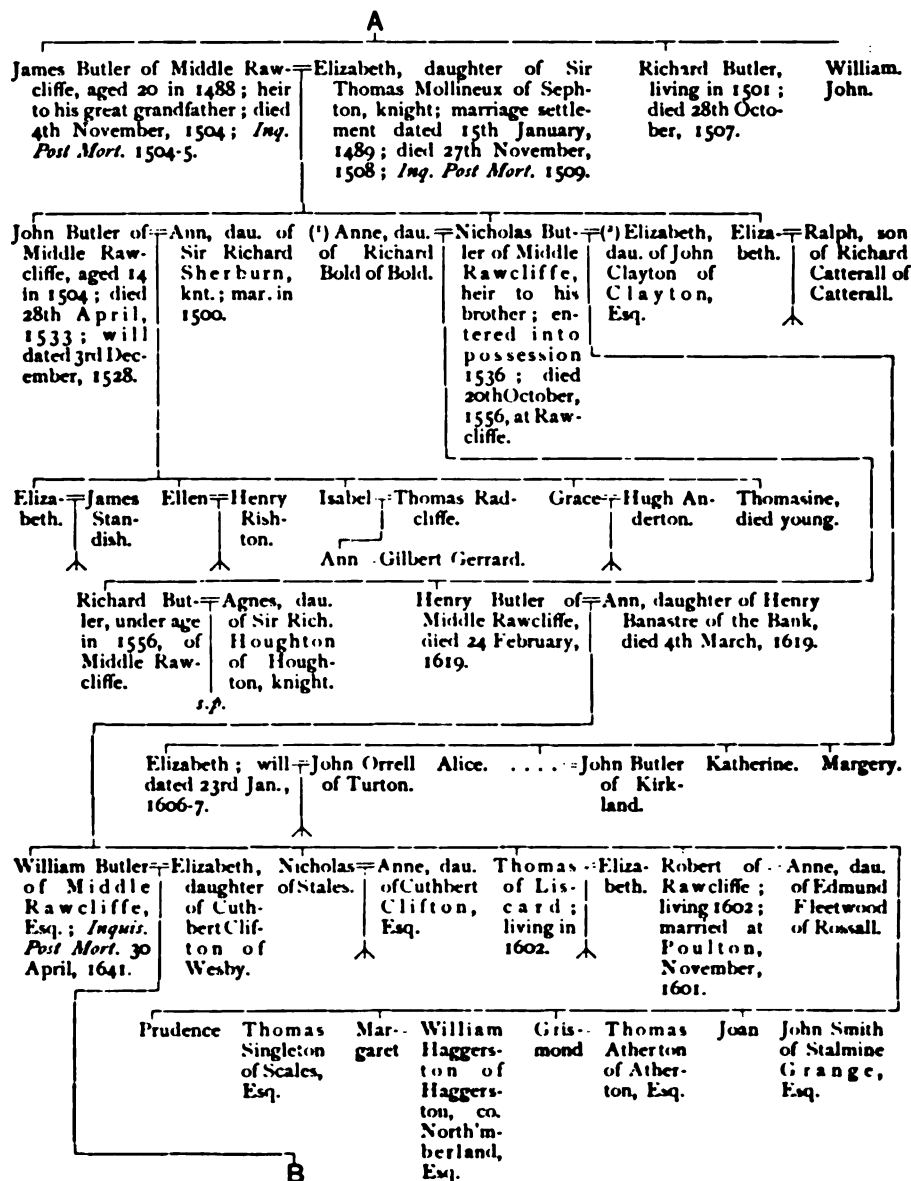 A
James Butler of Middle Raw-
cliffe, aged 20 in 1488 ; heir
to his great grandfather ; died
4th November, 1504 ; Inq.
Post Mort. 1504-5.
Elizabeth, daughter of Sir
Thomas Mollineux of Seph-
ton, knight; marriage settle-
ment dated 15th January,
1489 ; died 27th November,
1508 ; Inq. Post Mort. 1509.
Richard Butler,
living in 1501 ;
died 28th Octo-
ber, 1507.
William.
John.
John Butler of
Middle Raw-
cliffe, aged 14
in 1504 ; died
28th April,
1533 ; will
dated 3rd Dec-
ember, 1528.
Ann, dau. of
Sir Richard
Sherburn,
knt. ; mar. in
1500.
(¹) Anne, dau.
of Richard
Bold of Bold.
Nicholas But-
ler of Middle
Rawcliffe,
heir to his
brother ; en-
tered into
possession
1536 ; died
20th October,
1556, at Raw-
cliffe.
(²) Elizabeth,
dau. of John
Clayton of
Clayton,
Esq.
Eliza-
beth.
Ralph, son
of Richard
Catterall of
Catterall.
Eliza-
beth.
James
Stan-
dish.
Ellen
Henry
Rish-
ton.
Isabel
Thomas Rad-
cliffe.
Grace
Hugh An-
derton.
Thomasine,
died young.
Ann
Gilbert Gerrard.
Richard But-
ler, under age
in 1556, of
Middle Raw-
cliffe.
Agnes, dau.
of Sir Rich.
Houghton
of Hough-
ton, knight.
s.p.
Henry Butler of
Middle Rawcliffe,
died 24 February,
1619.
Ann, daughter of Henry
Banastre of the Bank,
died 4th March, 1619.
Elizabeth ; will
dated 23rd Jan.,
1606-7.
John Orrell
of Turton.
Alice.
. . . . .
John Butler
of Kirk-
land.
Katherine.
Margery.
William Butler
of Middle
Rawcliffe,
Esq. ; Inquis.
Post Mort. 30
April, 1641.
Elizabeth,
daughter
of Cuth-
bert Clif-
ton of
Wesby.
Nicholas
of Stales.
Anne, dau.
of Cuthbert
Clifton,
Esq.
Thomas
of Lis-
card ;
living in
1602.
Eliza-
beth.
Robert of
Rawcliffe ;
living 1602 ;
married at
Poulton,
November,
1601.
Anne, dau.
of Edmund
Fleetwood
of Rossall.
Prudence
Thomas
Singleton
of Scales,
Esq.
Mar-
garet
William
Haggers-
ton of
Haggers-
ton, co.
North'm-
berland,
Esq.
Gris-
mond
Thomas
Atherton
of Ather-
ton, Esq.
Joan
John Smith
of Stalmine
Grange,
Esq.
B